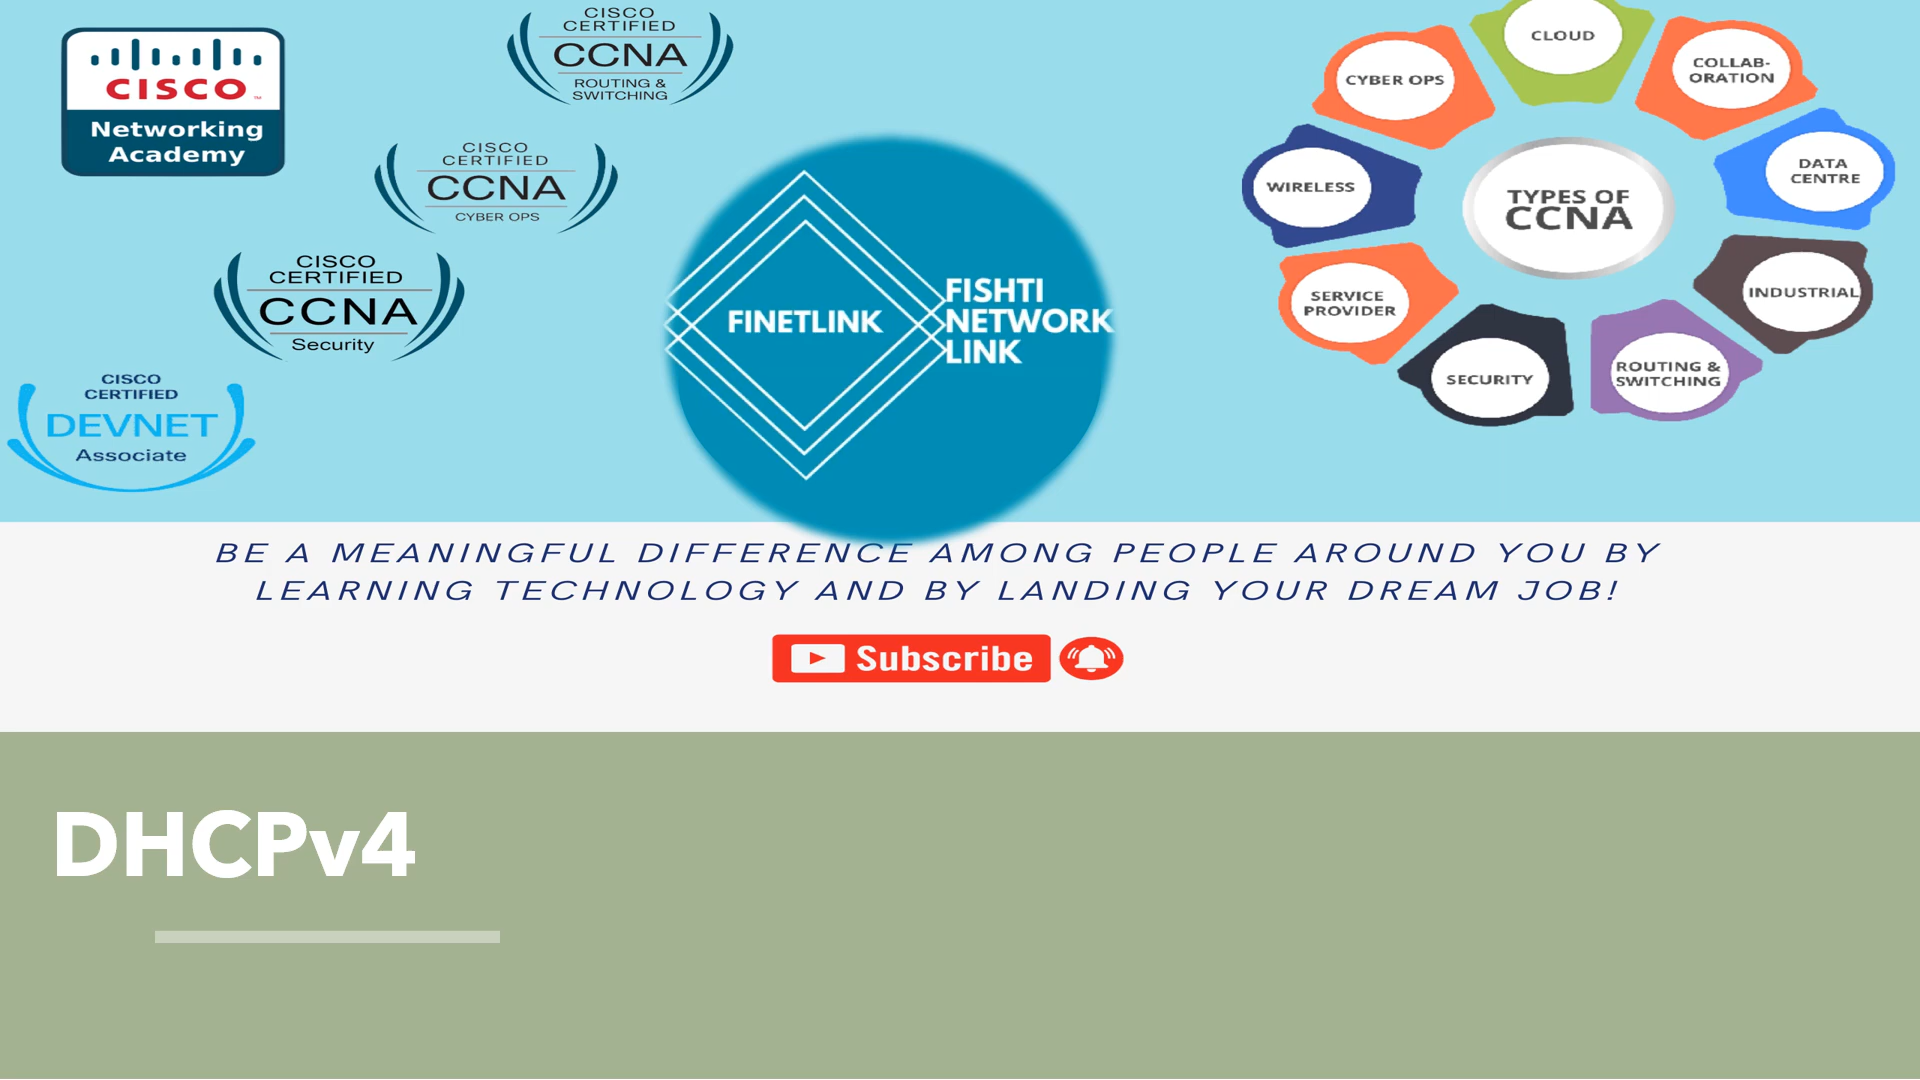 CISCO
Networking
Academy
CISCO
CERTIFIED
CCNA
ROUTING &
SWITCHING
CISCO
CERTIFIED
CCNA
CYBER OPS
CISCO
CERTIFIED
CCNA
Security
CISCO
CERTIFIED
DEVNET
Associate
FINETLINK
FISHTI
NETWORK
LINK
TYPES OF
CCNA
CLOUD
COLLAB-
ORATION
DATA
CENTRE
INDUSTRIAL
ROUTING &
SWITCHING
SECURITY
SERVICE
PROVIDER
WIRELESS
CYBER OPS
BE A MEANINGFUL DIFFERENCE AMONG PEOPLE AROUND YOU BY
LEARNING TECHNOLOGY AND BY LANDING YOUR DREAM JOB!
Subscribe
DHCPv4